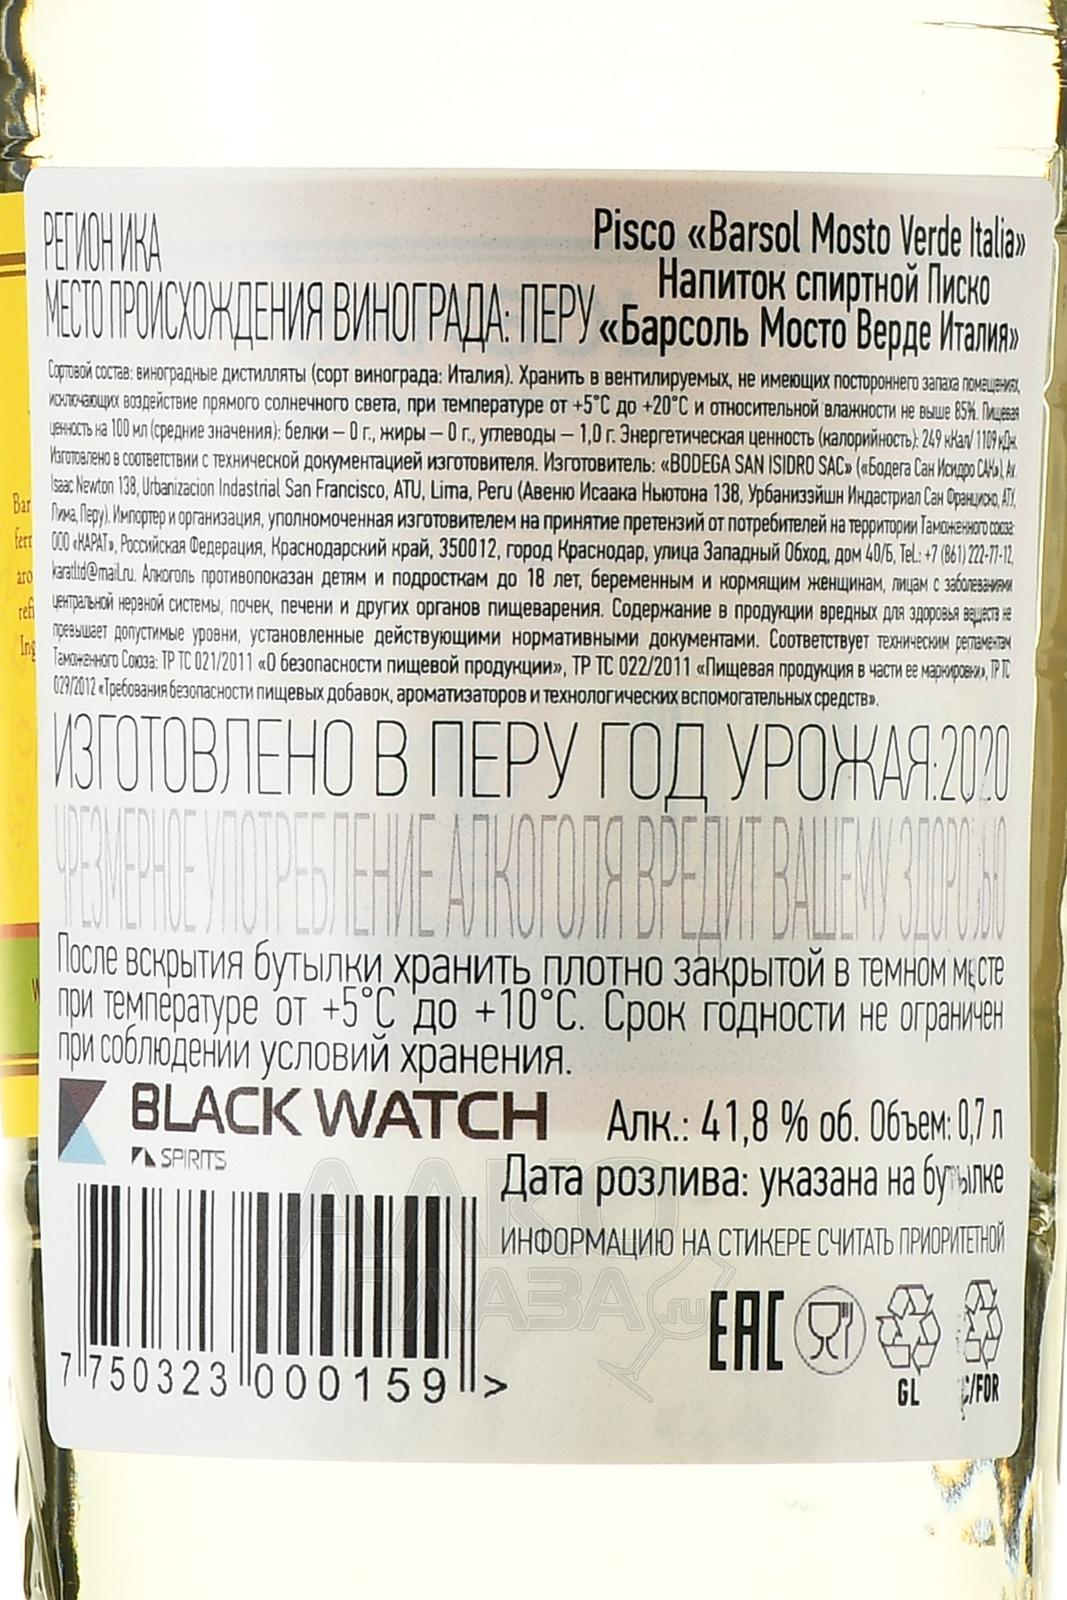 РЕГИОН ИКА
МЕСТО ПРОИСХОЖДЕНИЯ ВИНОГРАДА: ПЕРУ
Pisco «Barsol Mosto Verde Italia»
Напиток спиртной Писко
«Барсоль Мосто Верде Италия»
Сортовой состав: виноградные дистилляты (сорт винограда: Италия). Хранить в вентилируемых, не имеющих постороннего запаха помещениях,
исключающих воздействие прямого солнечного света, при температуре от +5°С до +20°С и относительной влажности не выше 85%. Пищевая
ценность на 100 мл (средние значения): белки – 0 г., жиры – 0 г., углеводы – 1,0 г. Энергетическая ценность (калорийность): 249 кКал/ 1109 кДж.
Изготовлено в соответствии с технической документацией изготовителя. Изготовитель: «BODEGA SAN ISIDRO SAC» («Бодега Сан Исидро САК»), Av.
Isaac Newton 138, Urbanizacion Indastrial San Francisco, ATU, Lima, Peru (Авеню Исаака Ньютона 138, Урбанизэйшн Индастриал Сан Франциско, АТУ,
Лима, Перу). Импортер и организация, уполномоченная изготовителем на принятие претензий от потребителей на территории Таможенного союза:
ООО «КАРАТ», Российская Федерация, Краснодарский край, 350012, город Краснодар, улица Западный Обход, дом 40/Б, Tel.: +7 (861) 222-77-12,
karatltd@mail.ru. Алкоголь противопоказан детям и подросткам до 18 лет, беременным и кормящим женщинам, лицам с заболеваниями
центральной нервной системы, почек, печени и других органов пищеварения. Содержание в продукции вредных для здоровья веществ не
превышает допустимые уровни, установленные действующими нормативными документами. Соответствует техническим регламентам
Таможенного Союза: ТР ТС 021/2011 «О безопасности пищевой продукции», ТР ТС 022/2011 «Пищевая продукция в части ее маркировки», ТР ТС
029/2012 «Требования безопасности пищевых добавок, ароматизаторов и технологических вспомогательных средств».
ИЗГОТОВЛЕНО В ПЕРУ ГОД УРОЖАЯ:2020
ЧРЕЗМЕРНОЕ УПОТРЕБЛЕНИЕ АЛКОГОЛЯ ВРЕДИТ ВАШЕМУ ЗДОРОВЬЮ
После вскрытия бутылки хранить плотно закрытой в темном месте
при температуре от +5°С до +10°С. Срок годности не ограничен
при соблюдении условий хранения.
BLACK WATCH
SPIRITS
Алк.: 41,8 % об. Объем: 0,7 л
Дата розлива: указана на бутылке
ИНФОРМАЦИЮ НА СТИКЕРЕ СЧИТАТЬ ПРИОРИТЕТНОЙ
EAC
GL
C/FOR
7 750323 000159 >
АЛКО
ПЛАЗА.ru
Bar